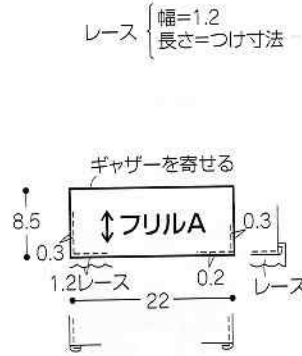 レース
幅=1.2
長さ=つけ寸法
ギャザーを寄せる
8.5
フリルA
0.3
0.3
1.2レース
0.2
レース
22